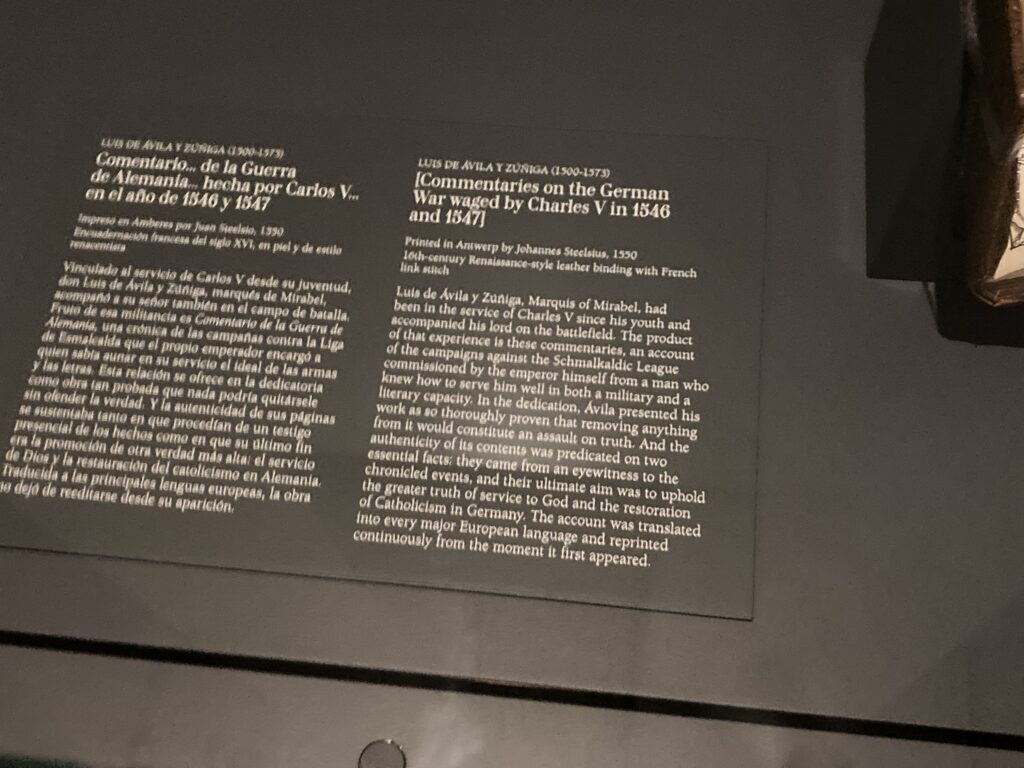 LUIS DE ÁVILA Y ZÚÑIGA (1500-1573)
Comentario... de la Guerra
de Alemania... hecha por Carlos V...
en el año de 1546 y 1547
Impreso en Amberes por Juan Steelsio, 1550
Encuadernación francesa del siglo XVI, en piel y de estilo
renacentista
Vinculado al servicio de Carlos V desde su juventud,
don Luis de Ávila y Zúñiga, marqués de Mirabel,
acompañó a su señor también en el campo de batalla.
Fruto de esa militancia es Comentario de la Guerra de
Alemania, una crónica de las campañas contra la Liga
de Esmalcalda que el propio emperador encargó a
quien sabía aunar en su servicio el ideal de las armas
y las letras. Esta relación se ofrece en la dedicatoria
como obra tan probada que nada podría quitársele
sin ofender la verdad. Y la autenticidad de sus páginas
se sustentaba tanto en que procedían de un testigo
presencial de los hechos como en que su último fin
era la promoción de otra verdad más alta: el servicio
de Dios y la restauración del catolicismo en Alemania.
Traducida a las principales lenguas europeas, la obra
no dejó de reeditarse desde su aparición.
LUIS DE ÁVILA Y ZÚÑIGA (1500-1573)
[Commentaries on the German
War waged by Charles V in 1546
and 1547]
Printed in Antwerp by Johannes Steelsius, 1550
16th-century Renaissance-style leather binding with French
link stitch
Luis de Ávila y Zúñiga, Marquis of Mirabel, had
been in the service of Charles V since his youth and
accompanied his lord on the battlefield. The product
of that experience is these commentaries, an account
of the campaigns against the Schmalkaldic League
commissioned by the emperor himself from a man who
knew how to serve him well in both a military and a
literary capacity. In the dedication, Ávila presented his
work as so thoroughly proven that removing anything
from it would constitute an assault on truth. And the
authenticity of its contents was predicated on two
essential facts: they came from an eyewitness to the
chronicled events, and their ultimate aim was to uphold
the greater truth of service to God and the restoration
of Catholicism in Germany. The account was translated
into every major European language and reprinted
continuously from the moment it first appeared.